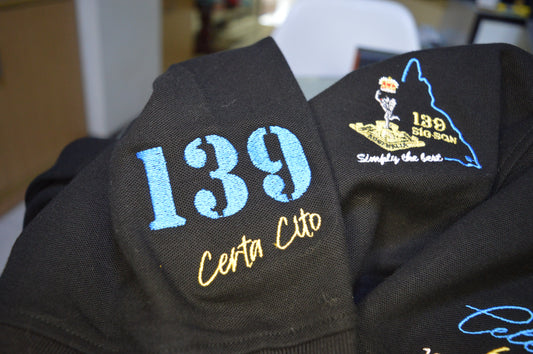 139
Certa Cito
139
SIG SQN
Simply the best